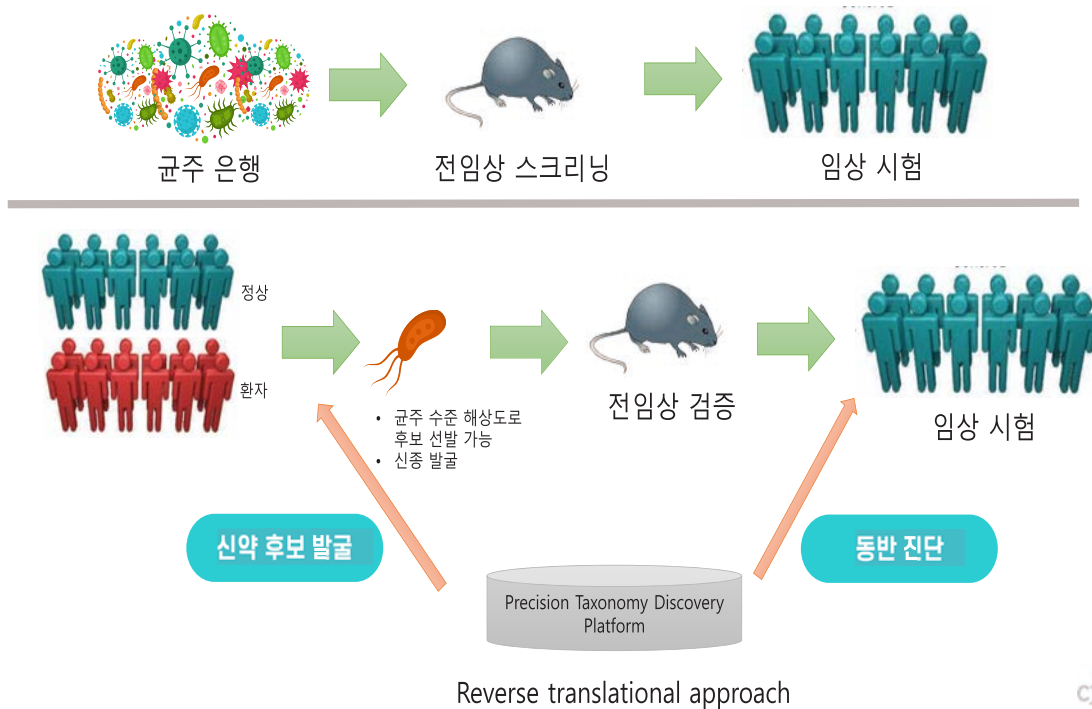 균주 은행
전임상 스크리닝
임상 시험
정상
환자
• 균주 수준 해상도로
후보 선발 가능
• 신종 발굴
전임상 검증
임상 시험
신약 후보 발굴
동반 진단
Precision Taxonomy Discovery
Platform
Reverse translational approach